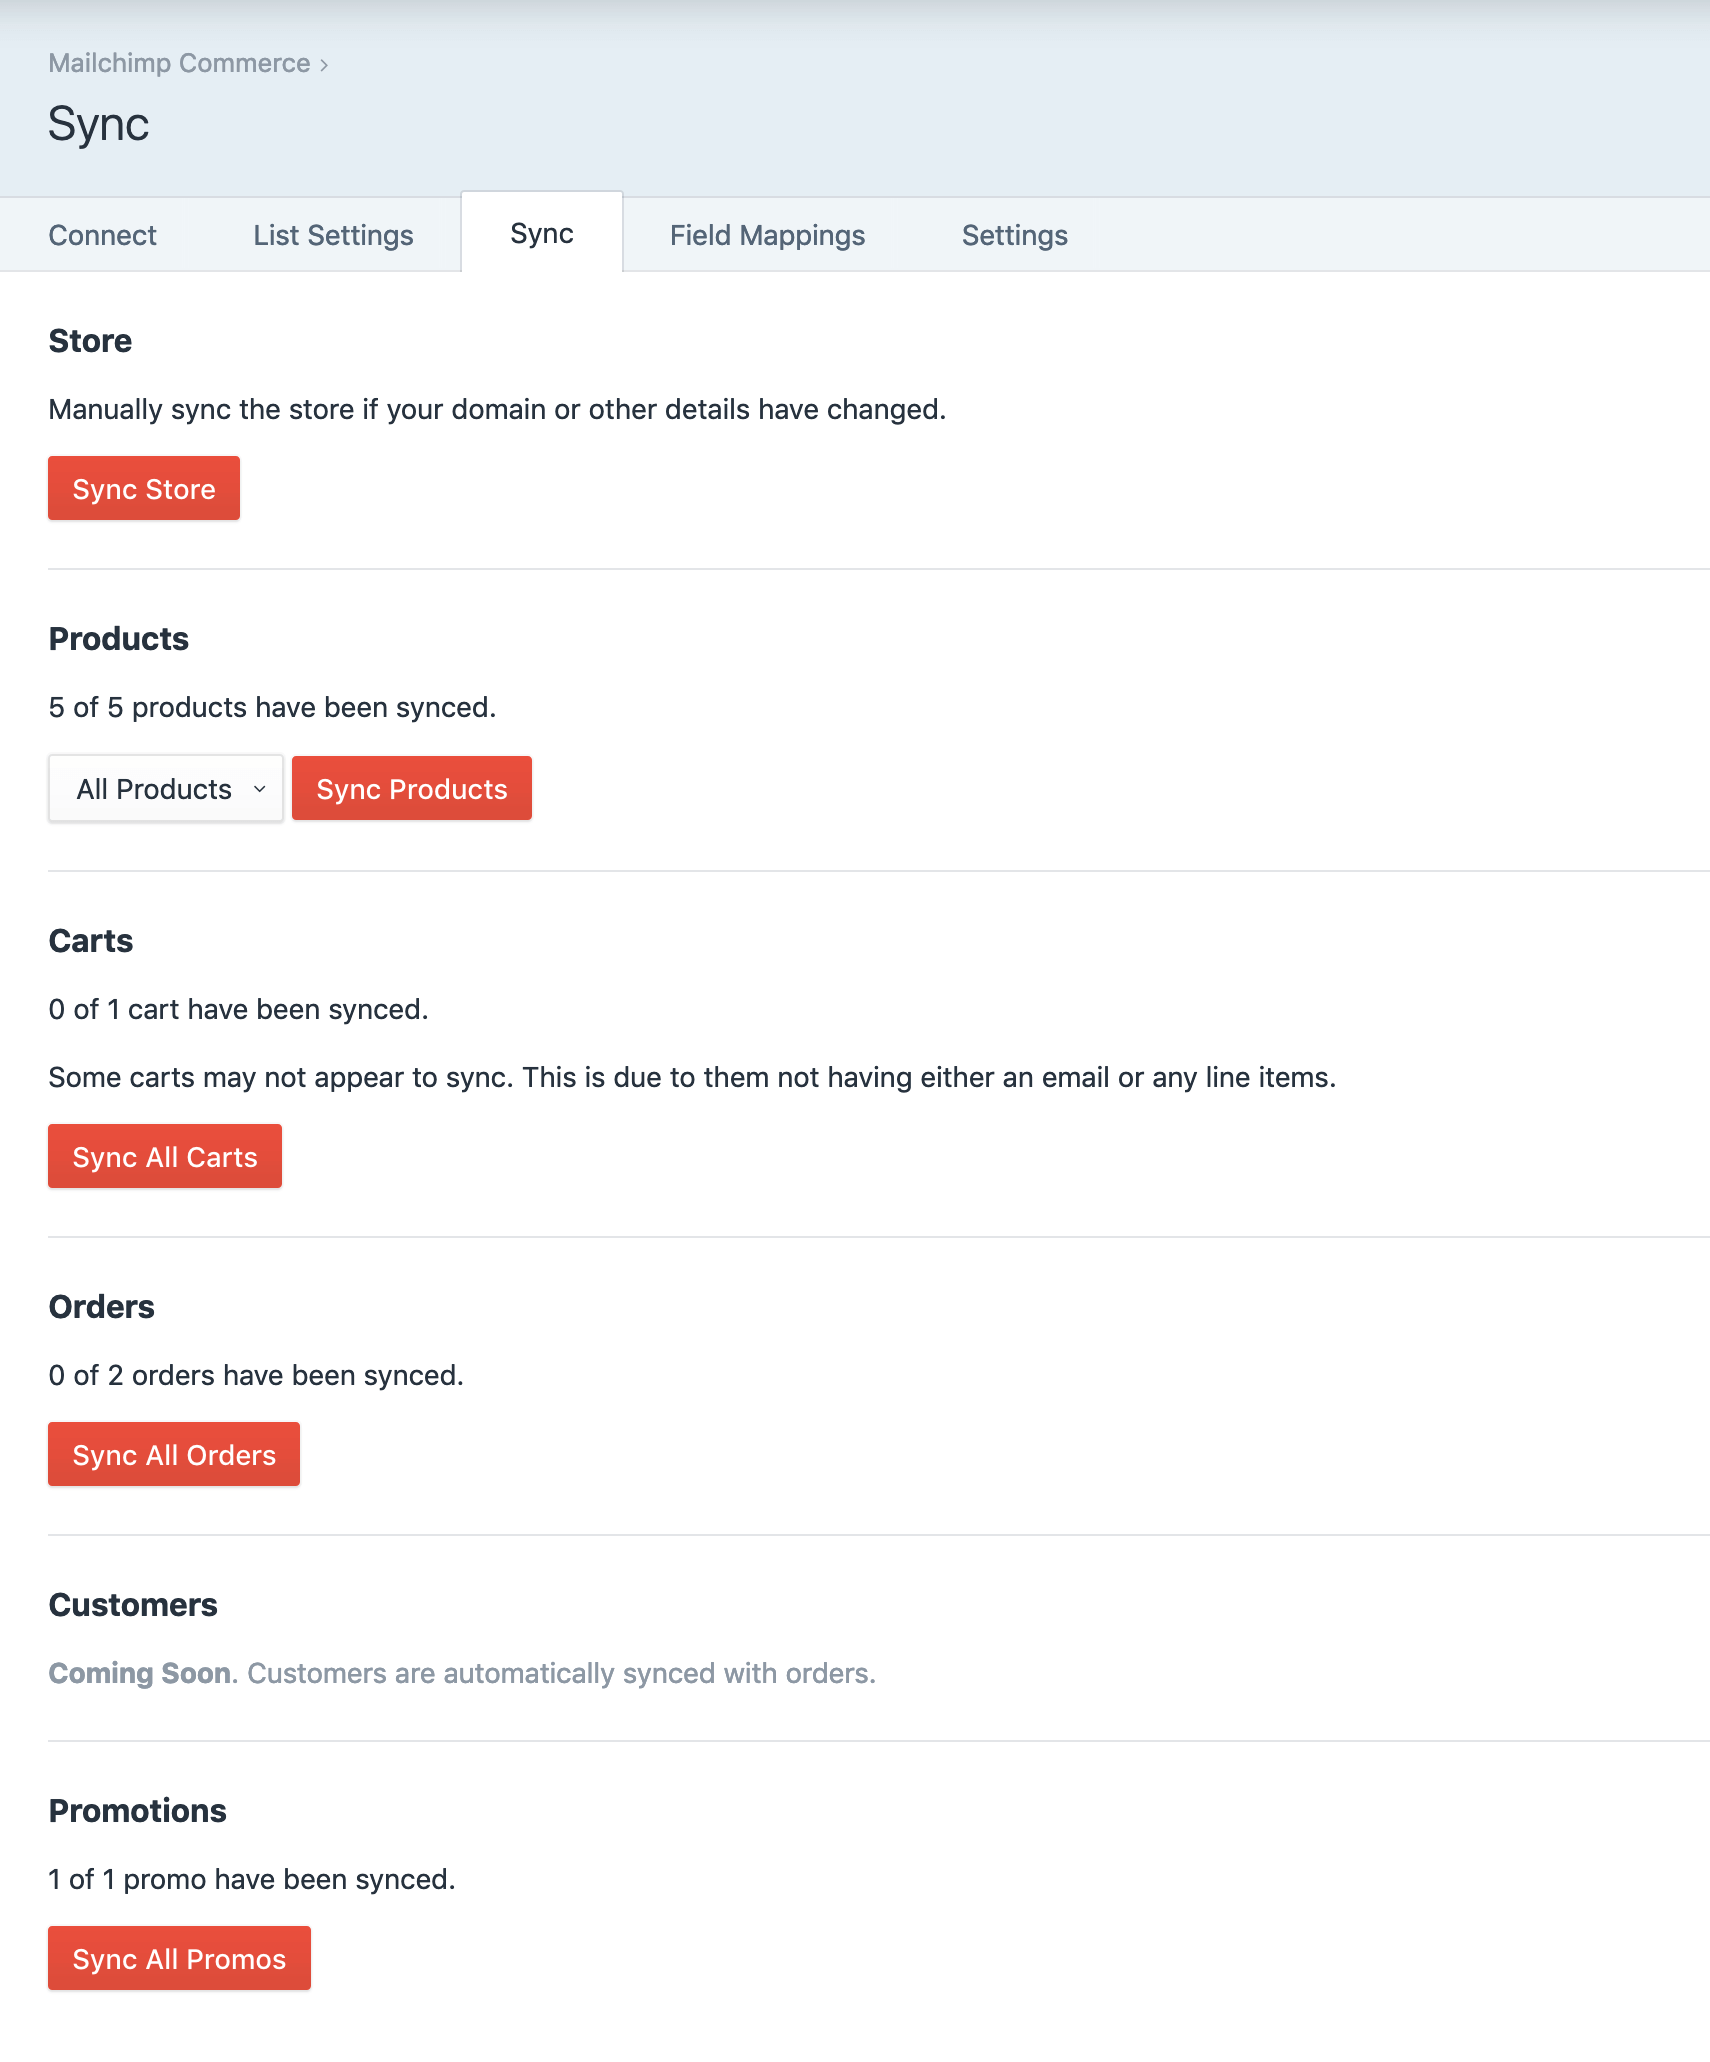 Mailchimp Commerce ›
Sync
Connect List Settings Sync Field Mappings Settings
Store
Manually sync the store if your domain or other details have changed.
Sync Store
Products
5 of 5 products have been synced.
All Products Sync Products
Carts
0 of 1 cart have been synced.
Some carts may not appear to sync. This is due to them not having either an email or any line items.
Sync All Carts
Orders
0 of 2 orders have been synced.
Sync All Orders
Customers
Coming Soon. Customers are automatically synced with orders.
Promotions
1 of 1 promo have been synced.
Sync All Promos